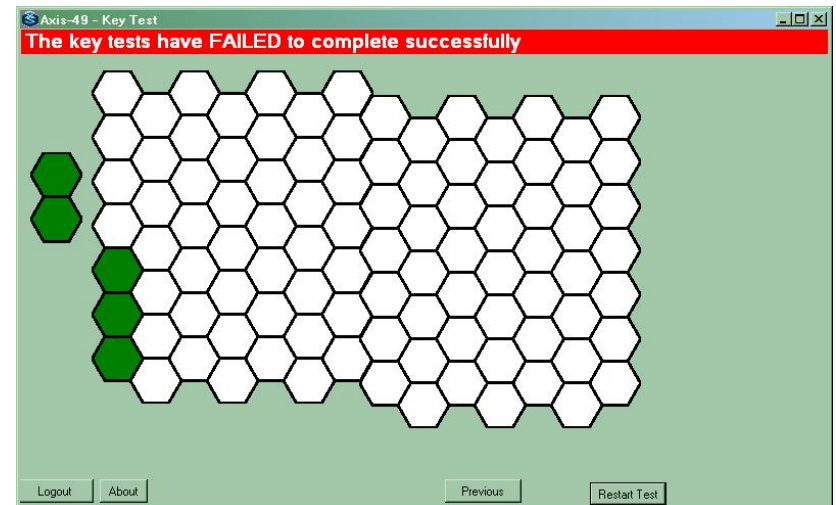 Axis-49 - Key Test
The key tests have FAILED to complete successfully
Logout
About
Previous
Restart Test